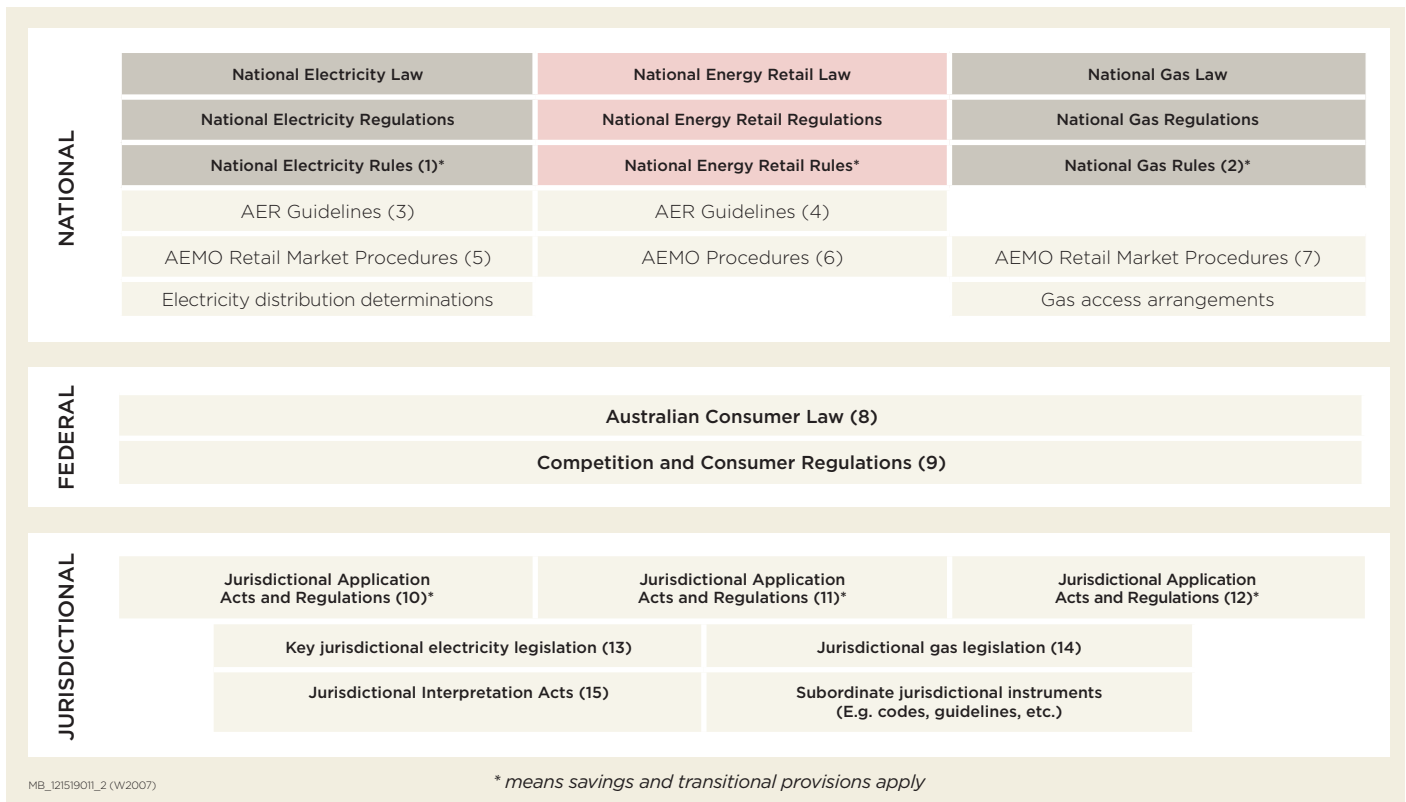 NATIONAL
National Electricity Law
National Energy Retail Law
National Gas Law
National Electricity Regulations
National Energy Retail Regulations
National Gas Regulations
National Electricity Rules (1)*
National Energy Retail Rules*
National Gas Rules (2)*
AER Guidelines (3)
AER Guidelines (4)
AEMO Retail Market Procedures (5)
AEMO Procedures (6)
AEMO Retail Market Procedures (7)
Electricity distribution determinations
Gas access arrangements
FEDERAL
Australian Consumer Law (8)
Competition and Consumer Regulations (9)
JURISDICTIONAL
Jurisdictional Application
Acts and Regulations (10)*
Jurisdictional Application
Acts and Regulations (11)*
Jurisdictional Application
Acts and Regulations (12)*
Key jurisdictional electricity legislation (13)
Jurisdictional gas legislation (14)
Jurisdictional Interpretation Acts (15)
Subordinate jurisdictional instruments
(E.g. codes, guidelines, etc.)
MB_121519011_2 (W2007)
* means savings and transitional provisions apply